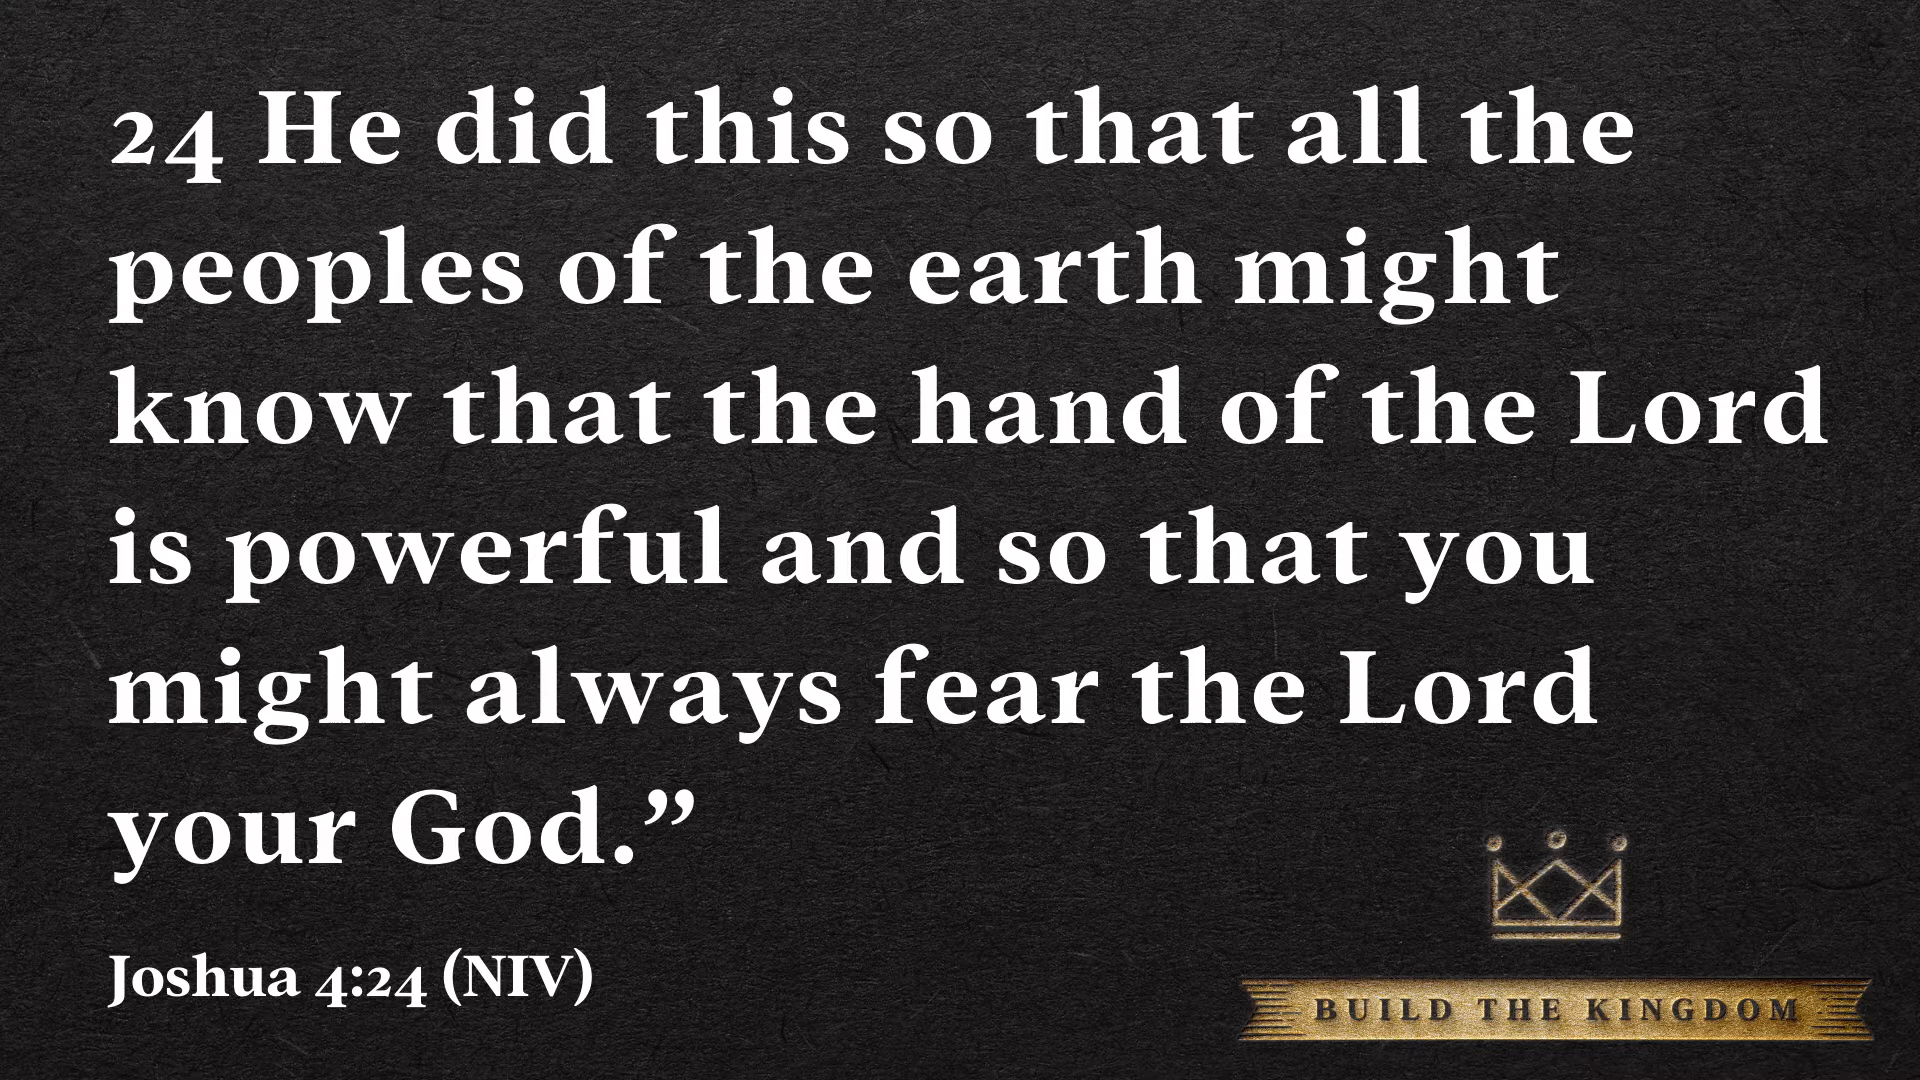 24 He did this so that all the
peoples of the earth might
know that the hand of the Lord
is powerful and so that you
might always fear the Lord
your God.”
Joshua 4:24 (NIV)
BUILD THE KINGDOM